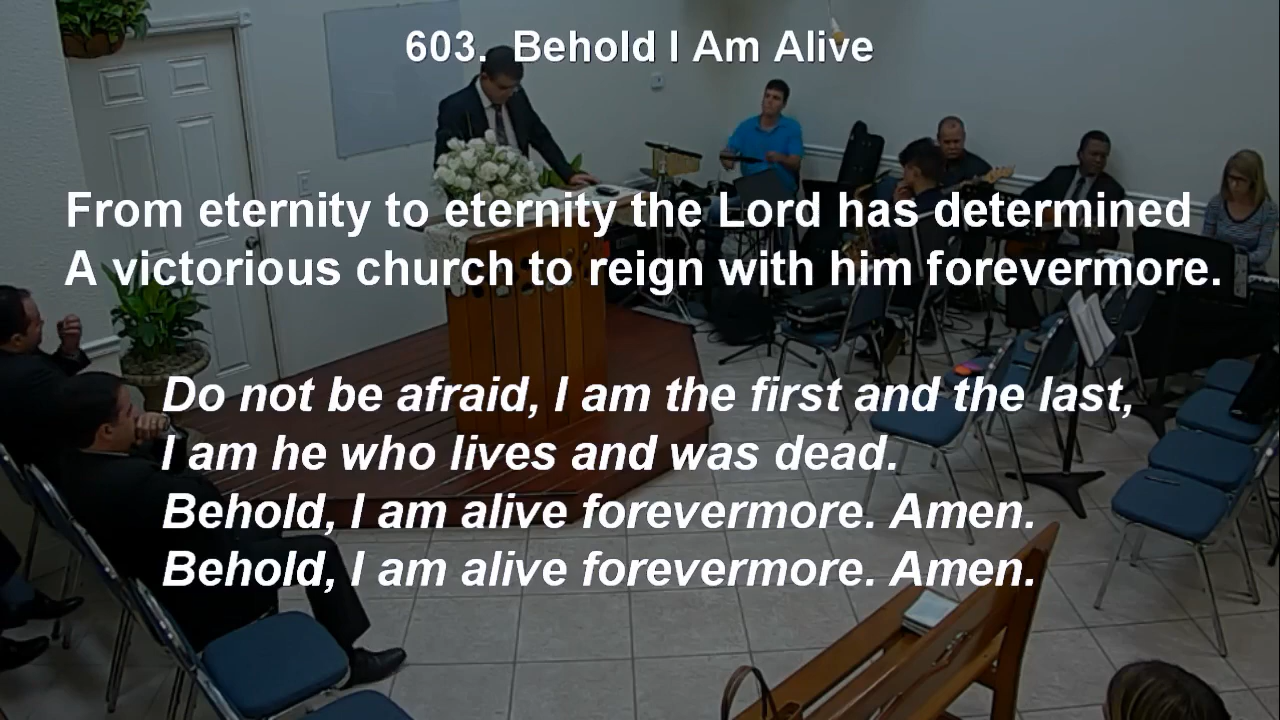 603. Behold I Am Alive
From eternity to eternity the Lord has determined
A victorious church to reign with him forevermore.
Do not be afraid, I am the first and the last,
I am he who lives and was dead.
Behold, I am alive forevermore. Amen.
Behold, I am alive forevermore. Amen.